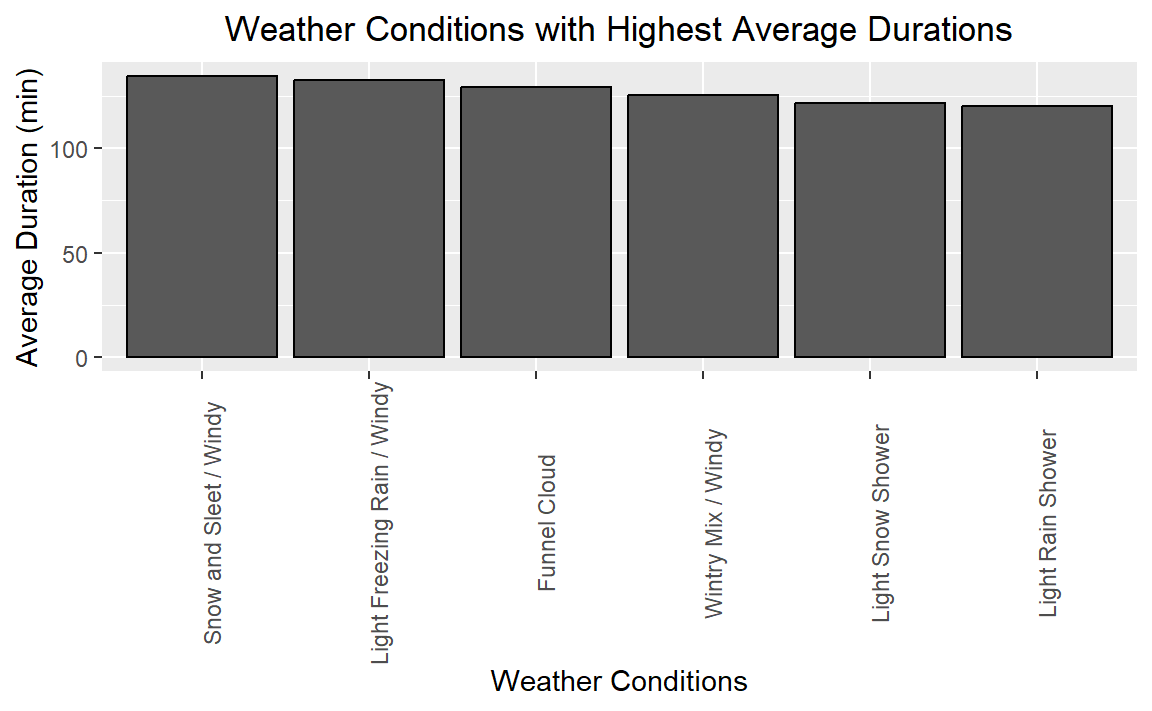 Weather Conditions with Highest Average Durations
Average Duration (min)
100
50
0
Snow and Sleet / Windy
Light Freezing Rain / Windy
Funnel Cloud
Wintry Mix / Windy
Light Snow Shower
Light Rain Shower
Weather Conditions